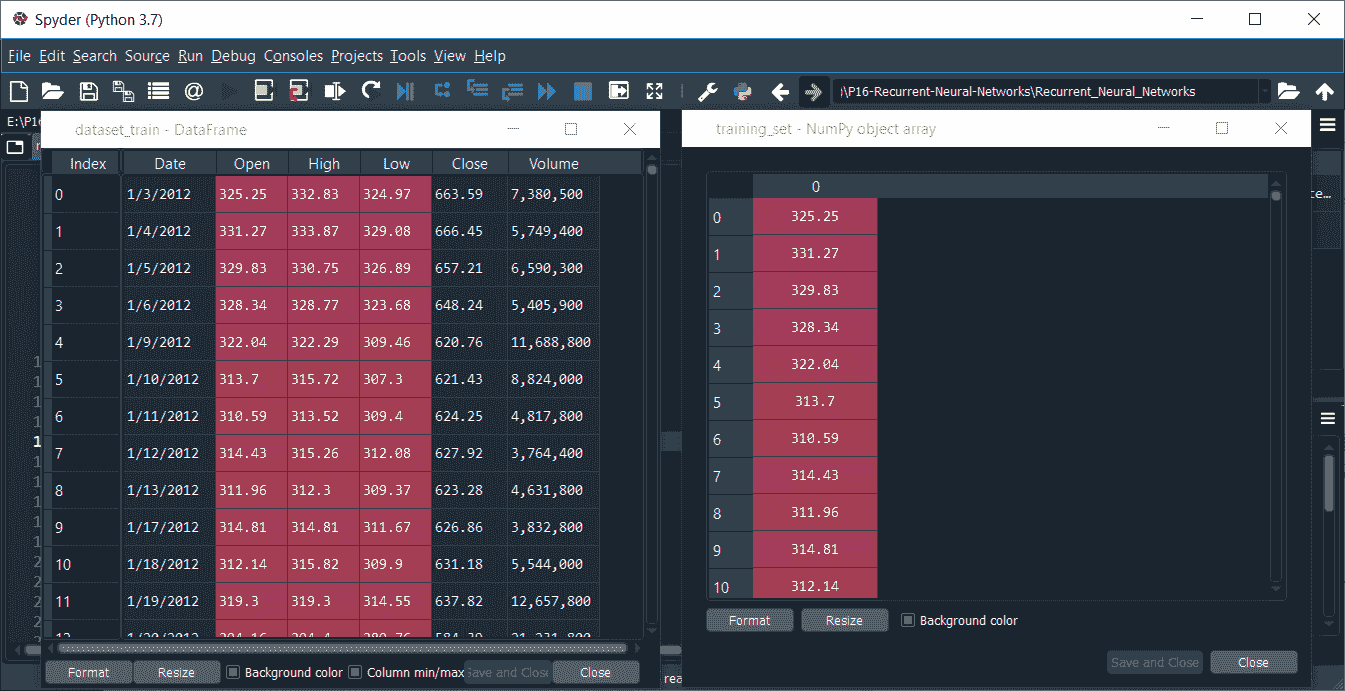 Spyder (Python 3.7)
File Edit Search Source Run Debug Consoles Projects Tools View Help
\P16-Recurrent-Neural-Networks\Recurrent_Neural_Networks
E:\P16
dataset_train - DataFrame
Index Date Open High Low Close Volume
0 1/3/2012 325.25 332.83 324.97 663.59 7,380,500
1 1/4/2012 331.27 333.87 329.08 666.45 5,749,400
2 1/5/2012 329.83 330.75 326.89 657.21 6,590,300
3 1/6/2012 328.34 328.77 323.68 648.24 5,405,900
4 1/9/2012 322.04 322.29 309.46 620.76 11,688,800
5 1/10/2012 313.7 315.72 307.3 621.43 8,824,000
6 1/11/2012 310.59 313.52 309.4 624.25 4,817,800
7 1/12/2012 314.43 315.26 312.08 627.92 3,764,400
8 1/13/2012 311.96 312.3 309.37 623.28 4,631,800
9 1/17/2012 314.81 314.81 311.67 626.86 3,832,800
10 1/18/2012 312.14 315.82 309.9 631.18 5,544,000
11 1/19/2012 319.3 319.3 314.55 637.82 12,657,800
Format Resize Background color Column min/max Save and Close Close
training_set - NumPy object array
0
0 325.25
1 331.27
2 329.83
3 328.34
4 322.04
5 313.7
6 310.59
7 314.43
8 311.96
9 314.81
10 312.14
Format Resize Background color
Save and Close Close